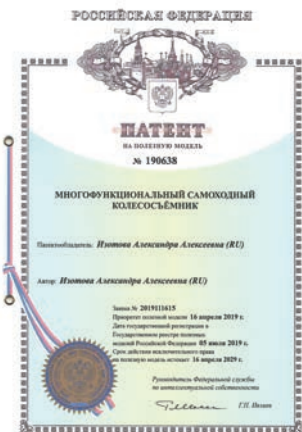 РОССИЙСКАЯ ФЕДЕРАЦИЯ
ПАТЕНТ
НА ПОЛЕЗНУЮ МОДЕЛЬ
№ 190638
МНОГОФУНКЦИОНАЛЬНЫЙ САМОХОДНЫЙ
КОЛЕСОСЪЁМНИК
Патентообладатель: Изотова Александра Алексеевна (RU)
Автор: Изотова Александра Алексеевна (RU)
Заявка № 2019111615
Приоритет полезной модели 16 апреля 2019 г.
Дата государственной регистрации в
Государственном реестре полезных
моделей Российской Федерации 05 июля 2019 г.
Срок действия исключительного права
на полезную модель истекает 16 апреля 2029 г.
Руководитель Федеральной службы
по интеллектуальной собственности
Г.П. Ивлиев